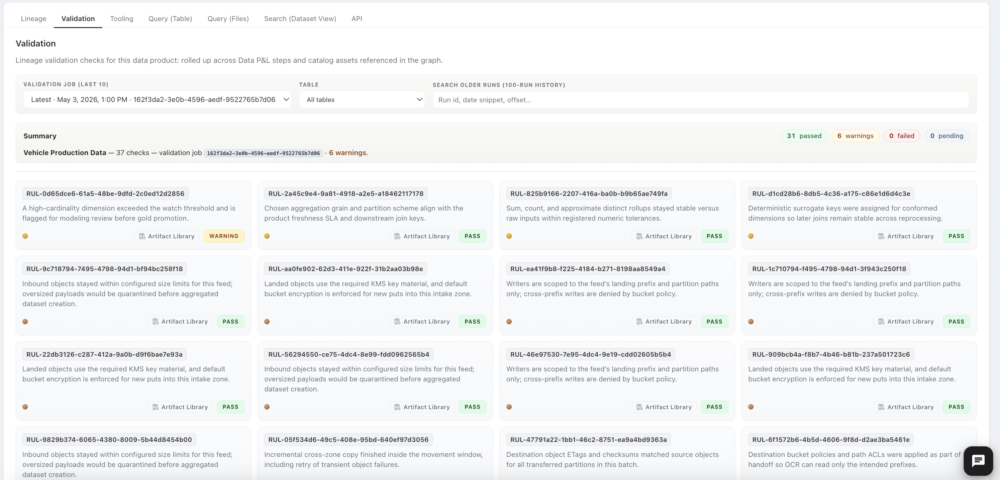 Lineage
Validation
Tooling
Query (Table)
Query (Files)
Search (Dataset View)
API
Validation
Lineage validation checks for this data product: rolled up across Data P&L steps and catalog assets referenced in the graph.
VALIDATION JOB (LAST 10)
TABLE
SEARCH OLDER RUNS (100-RUN HISTORY)
Latest · May 3, 2026, 1:00 PM · 162f3da2-3e0b-4596-aedf-9522765b7d06
All tables
Run id, date snippet, offset...
Summary
31 passed
6 warnings
0 failed
0 pending
Vehicle Production Data — 37 checks — validation job 162f3da2-3e0b-4596-aedf-9522765b7d06 · 6 warnings.
RUL-0d65dce6-61a5-48be-9dfd-2c0ed12d2856
A high-cardinality dimension exceeded the watch threshold and is
flagged for modeling review before gold promotion.
Artifact Library
WARNING
RUL-2a45c9e4-9a81-4918-a2e5-a18462117178
Chosen aggregation grain and partition scheme align with the
product freshness SLA and downstream join keys.
Artifact Library
PASS
RUL-825b9166-2207-416a-ba0b-b9b65ae749fa
Sum, count, and approximate distinct rollups stayed stable versus
raw inputs within registered numeric tolerances.
Artifact Library
PASS
RUL-d1cd28b6-8db5-4c36-a175-c86e1d6d4c3e
Deterministic surrogate keys were assigned for conformed
dimensions so later joins remain stable across reprocessing.
Artifact Library
PASS
RUL-9c718794-7495-4798-94d1-bf94bc258f18
Inbound objects stayed within configured size limits for this feed;
oversized payloads would be quarantined before aggregated
dataset creation.
Artifact Library
PASS
RUL-aa0fe902-62d3-411e-922f-31b2aa03b98e
Landed objects use the required KMS key material, and default
bucket encryption is enforced for new puts into this intake zone.
Artifact Library
PASS
RUL-ea41f9b8-f225-4184-b271-8198aa8549a4
Writers are scoped to the feed’s landing prefix and partition paths
only; cross-prefix writes are denied by bucket policy.
Artifact Library
PASS
RUL-1c710794-f495-4798-94d1-3f943c250f18
Writers are scoped to the feed’s landing prefix and partition paths
only; cross-prefix writes are denied by bucket policy.
Artifact Library
PASS
RUL-22db3126-c287-412a-9a0b-d9f6bae7e93a
Landed objects use the required KMS key material, and default
bucket encryption is enforced for new puts into this intake zone.
Artifact Library
PASS
RUL-56294550-ce75-4dc4-8e99-fdd0962565b4
Inbound objects stayed within configured size limits for this feed;
oversized payloads would be quarantined before aggregated
dataset creation.
Artifact Library
PASS
RUL-46e97530-7e95-4dc4-9e19-cdd02605b5b4
Writers are scoped to the feed’s landing prefix and partition paths
only; cross-prefix writes are denied by bucket policy.
Artifact Library
PASS
RUL-909bcb4a-f8b7-4b46-b81b-237a501723c6
Landed objects use the required KMS key material, and default
bucket encryption is enforced for new puts into this intake zone.
Artifact Library
PASS
RUL-9829b374-6065-4380-8009-5b44d8454b00
Inbound objects stayed within configured size limits for this feed;
oversized payloads would be quarantined before aggregated
dataset creation.
RUL-05f534d6-49c5-408e-95bd-640ef97d3056
Incremental cross-zone copy finished inside the movement window,
including retry of transient object failures.
RUL-47791a22-1bb1-46c2-8751-ea9a4bd9363a
Destination object ETags and checksums matched source objects
for all transferred partitions in this batch.
RUL-6f1572b6-4b5d-4606-9f8d-d2ae3ba5461e
Destination bucket policies and path ACLs were applied as part of
handoff so OCR can read only the intended prefixes.